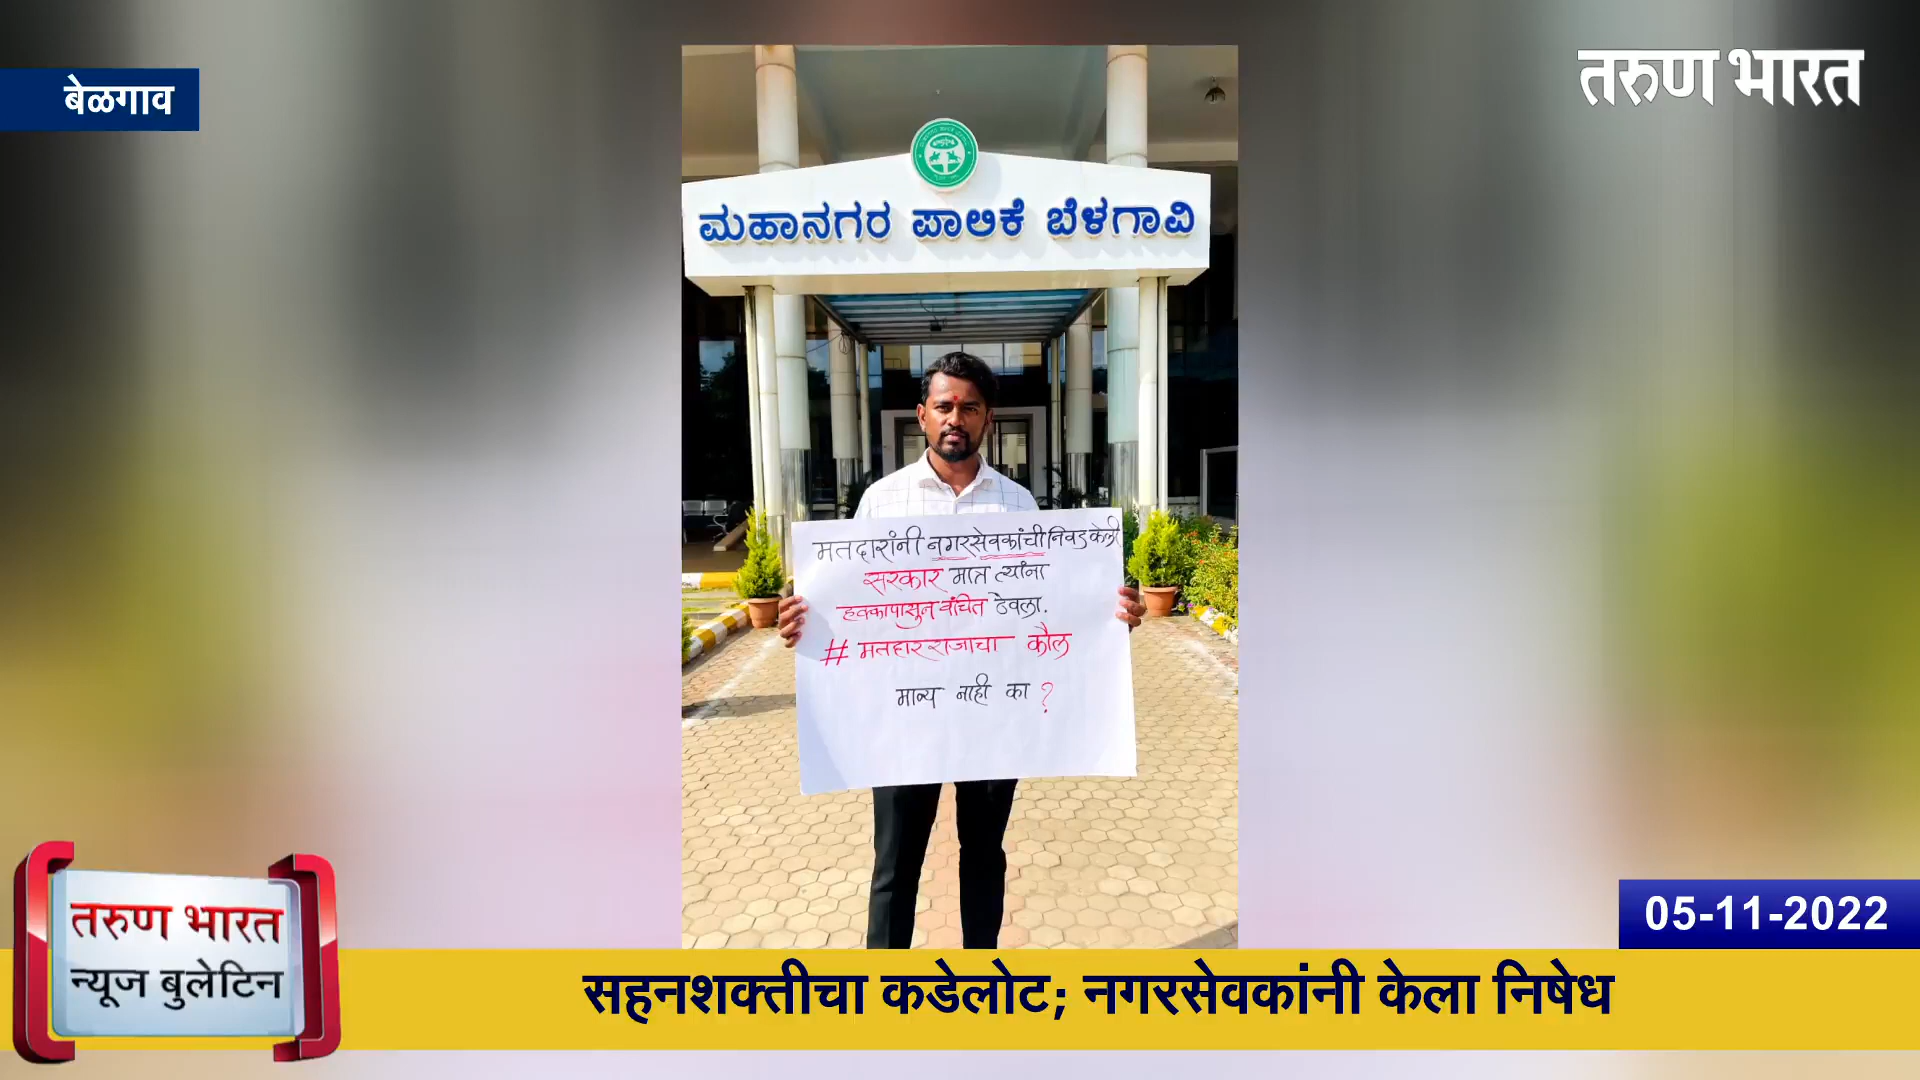 बेळगाव
तरुण भारत
ಮಹಾನಗರ ಪಾಲಿಕೆ ಬೆಳಗಾವಿ
मतदारांनी नगरसेवकांची निवड केली
सरकार मात्र त्यांना
हक्कापासुन वंचित ठेवला.
# मतदार राजाचा कौल
मान्य नाही का ?
05-11-2022
तरुण भारत
न्यूज बुलेटिन
सहनशक्तीचा कडेलोट; नगरसेवकांनी केला निषेध